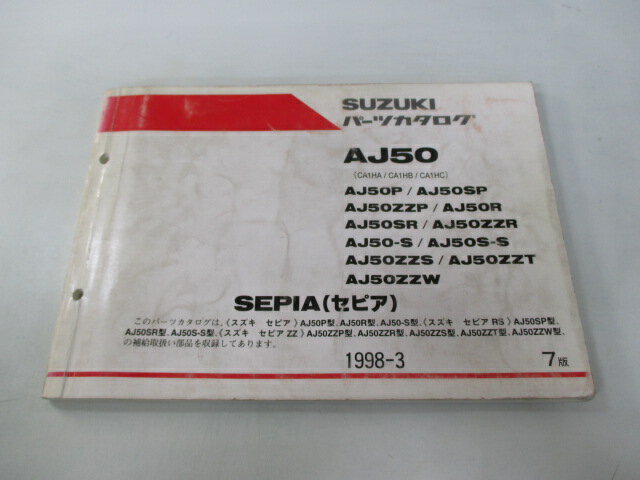 SUZUKI
パーツカタログ
AJ50
(CA1HA / CA1HB / CA1HC)
AJ50P / AJ50SP
AJ50ZZP / AJ50R
AJ50SR / AJ50ZZR
AJ50-S / AJ50S-S
AJ50ZZS / AJ50ZZT
AJ50ZZW
SEPIA(セピア)
このパーツカタログは、〈スズキ セピア〉AJ50P型、AJ50R型、AJ50-S型、〈スズキ セピア RS〉AJ50SP型、
AJ50SR型、AJ50S-S型、〈スズキ セピア ZZ〉AJ50ZZP型、AJ50ZZR型、AJ50ZZS型、AJ50ZZT型、AJ50ZZW型、
の補給取扱い部品を収録してあります。
1998-3
7版